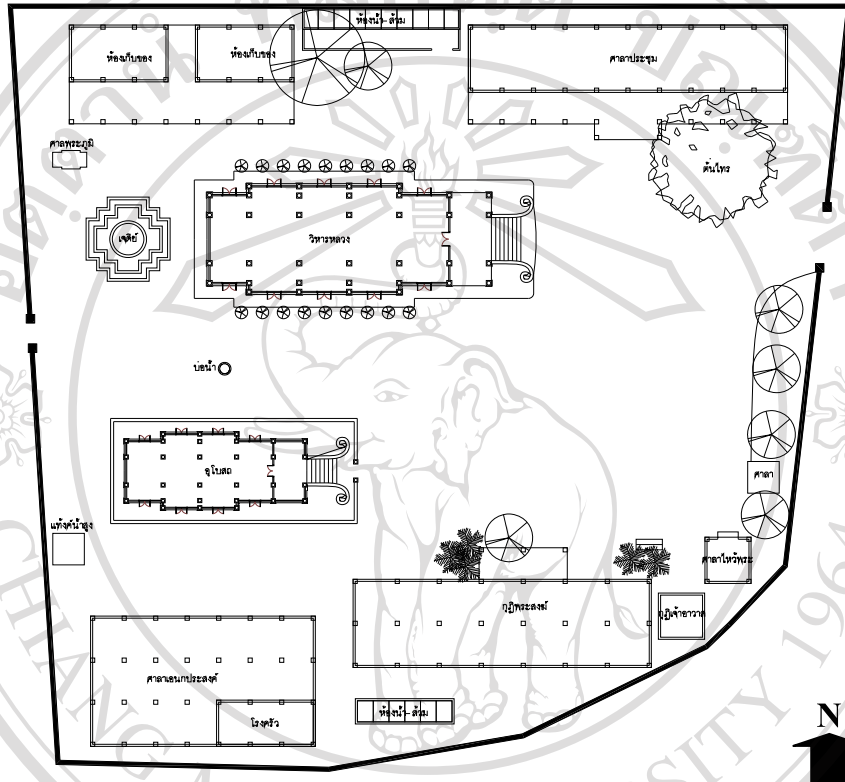 ห้องน้ำ-ส้วม
ห้องเก็บของ
ห้องเก็บของ
ศาลาประชุม
ศาลพระภูมิ
ต้นไทร
เจดีย์
วิหารหลวง
บ่อน้ำ
อุโบสถ
ศาลา
แท้งค์น้ำสูง
ศาลาไหว้พระ
กุฏิพระสงฆ์
กุฏิเจ้าอาวาส
ศาลาเอนกประสงค์
ห้องน้ำ-ส้วม
โรงครัว
N
CHIANG
UNIVERSITY 1964